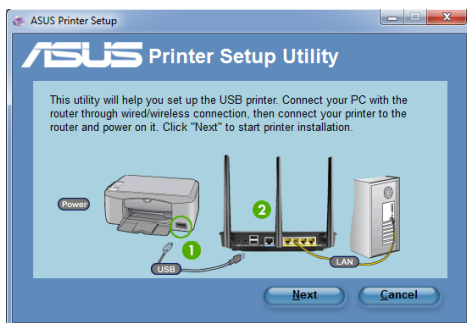 ASUS Printer Setup
ASUS Printer Setup Utility
This utility will help you set up the USB printer. Connect your PC with the
router through wired/wireless connection, then connect your printer to the
router and power on it. Click "Next" to start printer installation.
Power
1
2
USB
LAN
Next
Cancel